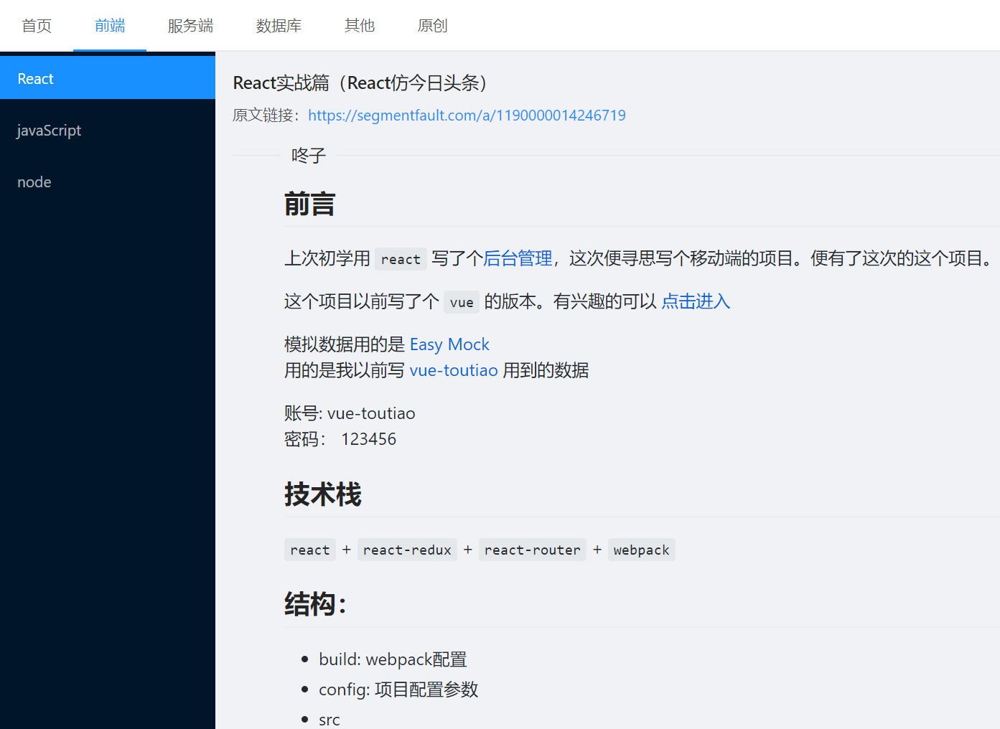 首页 前端 服务端 数据库 其他 原创
React
javaScript
node
React实战篇（React仿今日头条）
原文链接：https://segmentfault.com/a/1190000014246719
咚子
前言
上次初学用 react 写了个后台管理，这次便寻思写个移动端的项目。便有了这次的这个项目。
这个项目以前写了个 vue 的版本。有兴趣的可以 点击进入
模拟数据用的是 Easy Mock
用的是我以前写 vue-toutiao 用到的数据
账号: vue-toutiao
密码： 123456
技术栈
react + react-redux + react-router + webpack
结构：
build: webpack配置
config: 项目配置参数
src